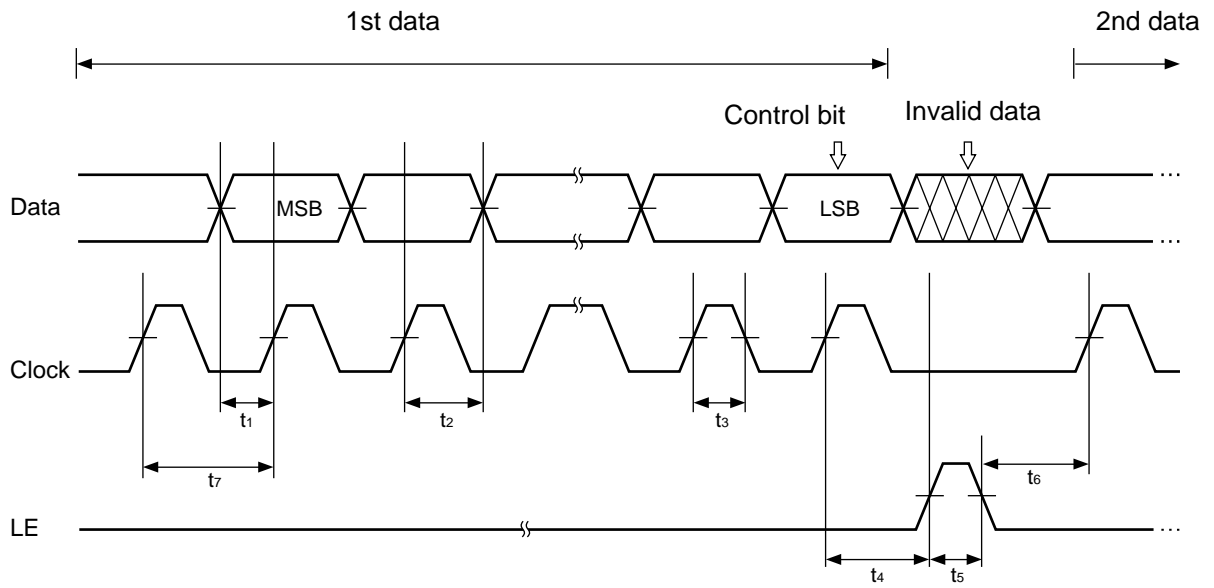 1st data
2nd data
Control bit
Invalid data
Data
MSB
LSB
...
Clock
t1
t2
t3
t7
t6
LE
...
t4
t5